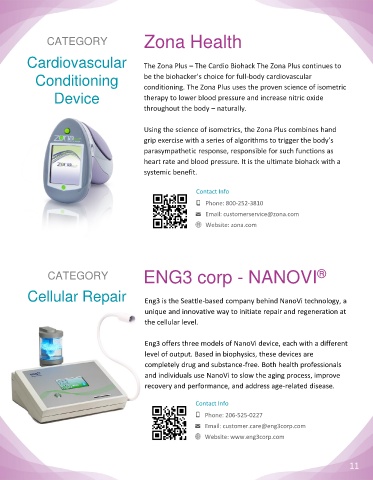 CATEGORY
Cardiovascular
Conditioning
Device
Zona Health
The Zona Plus – The Cardio Biohack The Zona Plus continues to
be the biohacker's choice for full-body cardiovascular
conditioning. The Zona Plus uses the proven science of isometric
therapy to lower blood pressure and increase nitric oxide
throughout the body – naturally.
Using the science of isometrics, the Zona Plus combines hand
grip exercise with a series of algorithms to trigger the body's
parasympathetic response, responsible for such functions as
heart rate and blood pressure. It is the ultimate biohack with a
systemic benefit.
Contact Info
Phone: 800-252-3810
Email: customerservice@zona.com
Website: zona.com
CATEGORY
Cellular Repair
ENG3 corp - NANOVI®
Eng3 is the Seattle-based company behind NanoVi technology, a
unique and innovative way to initiate repair and regeneration at
the cellular level.
Eng3 offers three models of NanoVi device, each with a different
level of output. Based in biophysics, these devices are
completely drug and substance-free. Both health professionals
and individuals use NanoVi to slow the aging process, improve
recovery and performance, and address age-related disease.
Contact Info
Phone: 206-525-0227
Email: customer.care@eng3corp.com
Website: www.eng3corp.com
11